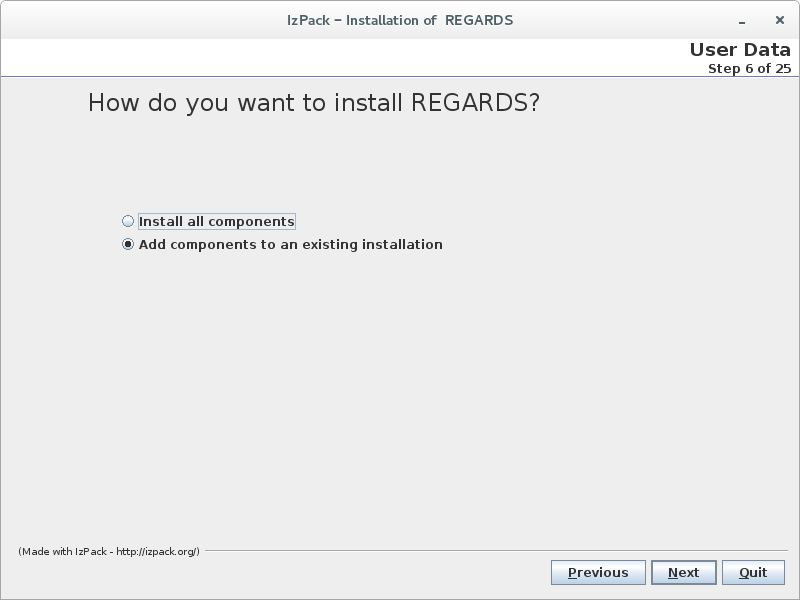 IzPack – Installation of  REGARDS
User Data
Step 6 of 25
How do you want to install REGARDS?
Install all components
Add components to an existing installation
(Made with IzPack - http://izpack.org/)
Previous
Next
Quit